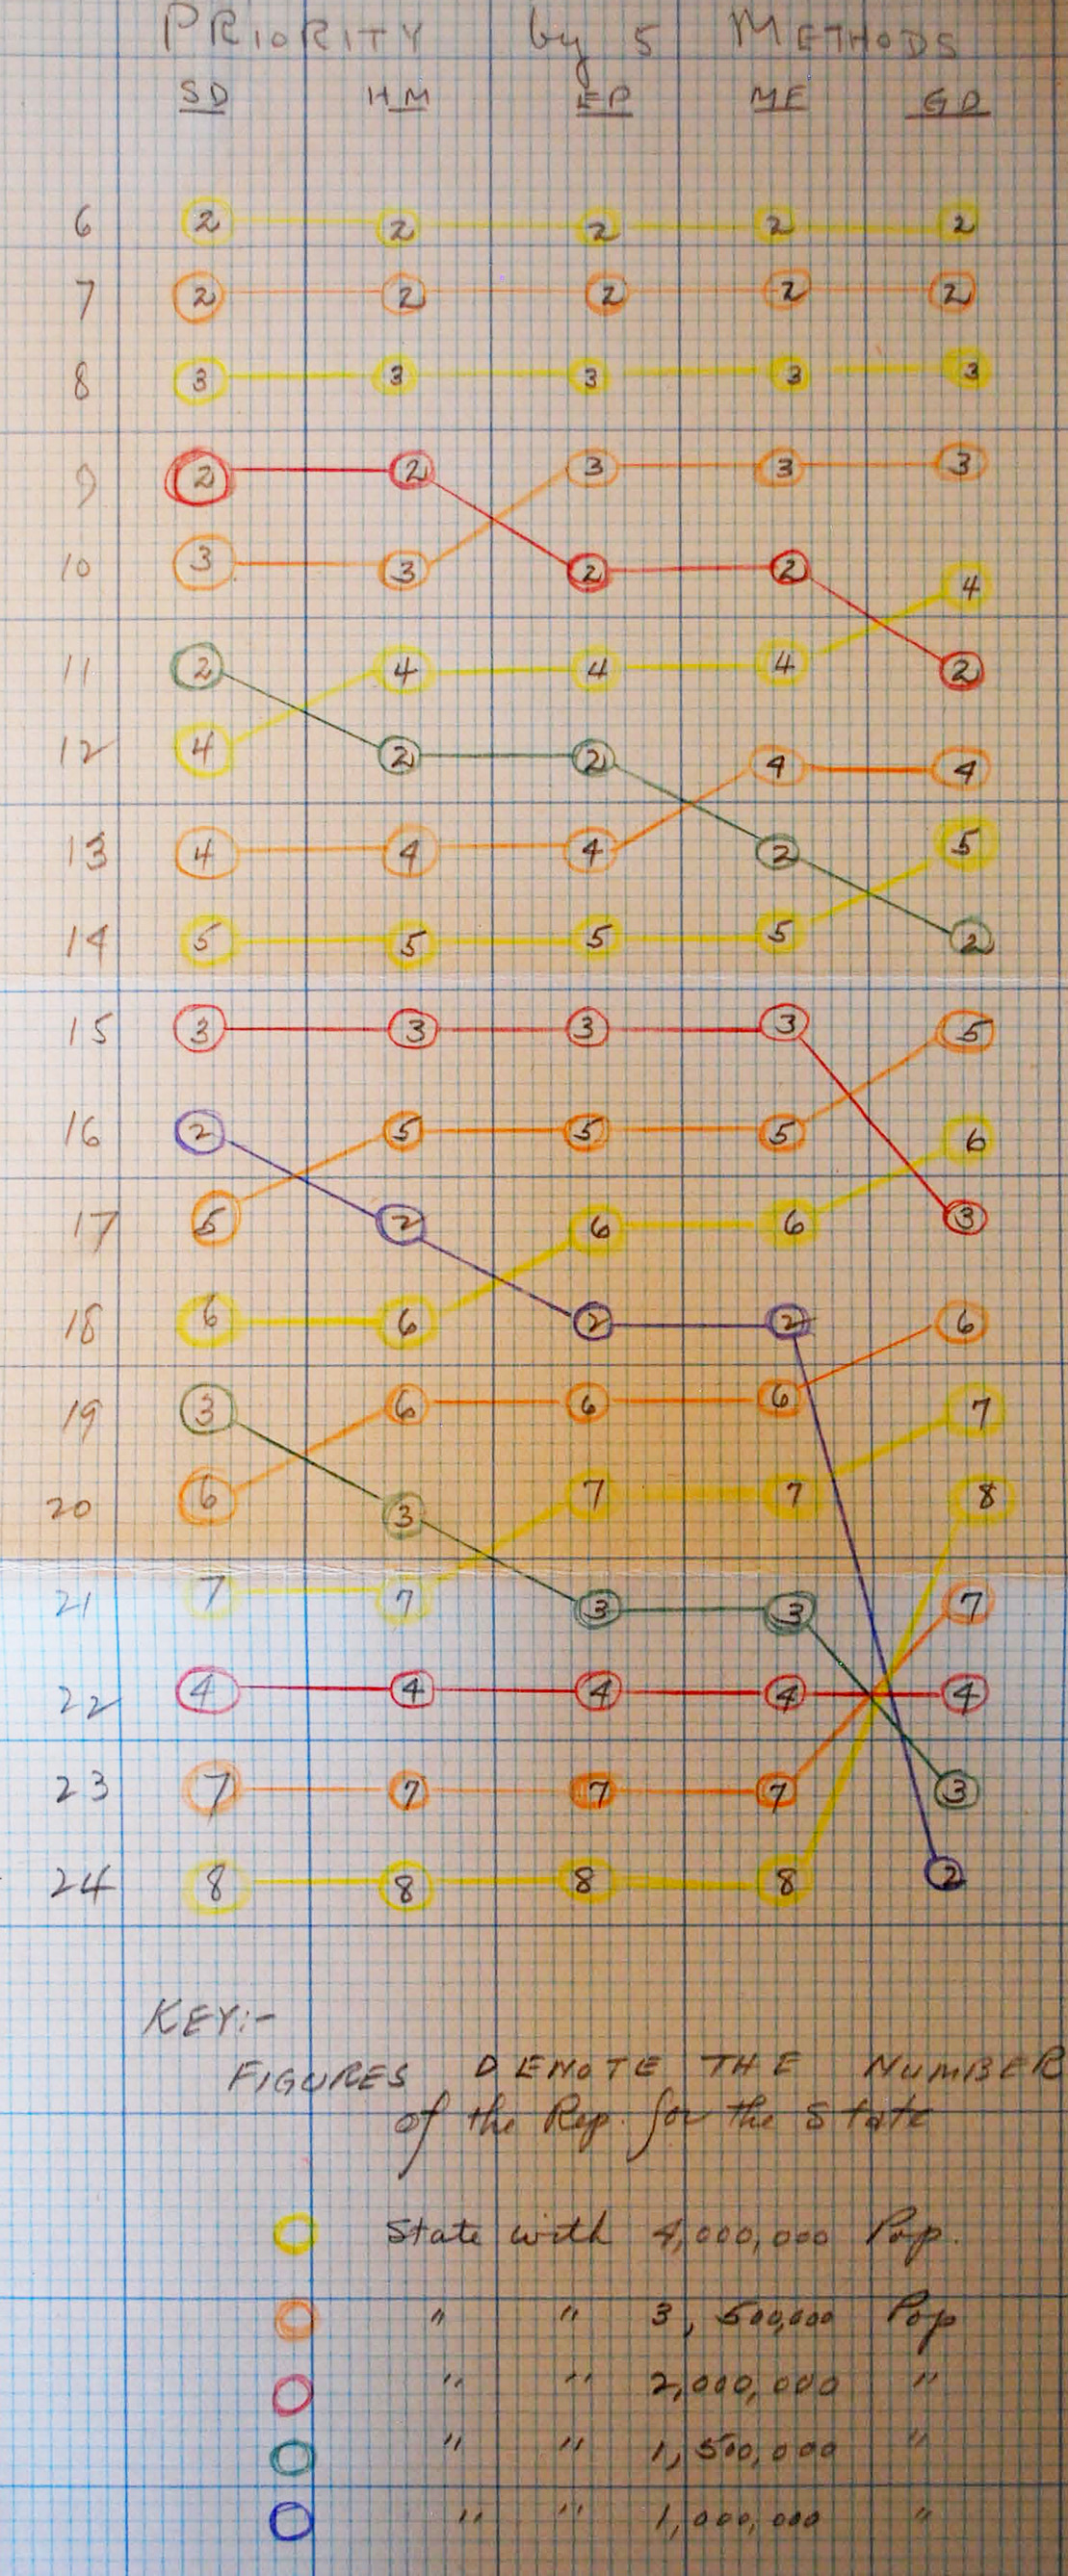 PRIORITY by 5 METHODS
SD HM EP MF GD
6 2 2 2 2 2
7 2 2 2 2 2
8 3 3 3 3 3
9 2 2 3 3 3
10 3 3 2 2 4
11 2 4 4 4 2
12 4 2 2 4 4
13 4 4 4 2 5
14 5 5 5 5 2
15 3 3 3 3 5
16 2 5 5 5 6
17 5 2 6 6 3
18 6 6 2 2 6
19 3 6 6 6 7
20 6 3 7 7 8
21 7 7 3 3 7
22 4 4 4 4 4
23 7 7 7 7 3
24 8 8 8 8 2
KEY:-
FIGURES DENOTE THE NUMBER
of the Rep. for the State
State with 4,000,000 Pop.
" " 3,500,000 Pop
" " 2,000,000 "
" " 1,500,000 "
" " 1,000,000 "